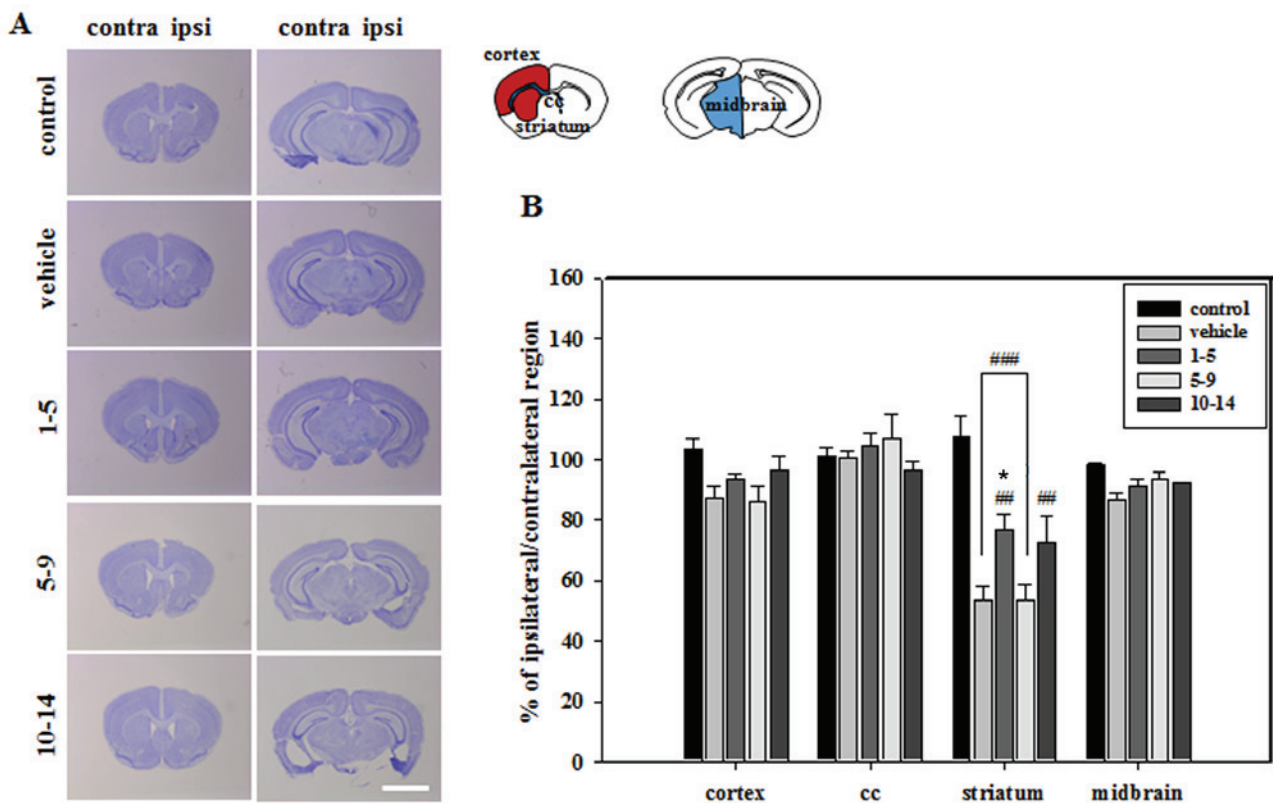 A
contra ipsi
contra ipsi
control
vehicle
1-5
5-9
10-14
cortex
cc
striatum
midbrain
B
% of ipsilateral/contralateral region
160
140
120
100
80
60
40
20
0
control
vehicle
1-5
5-9
10-14
###
*
##
##
cortex
cc
striatum
midbrain